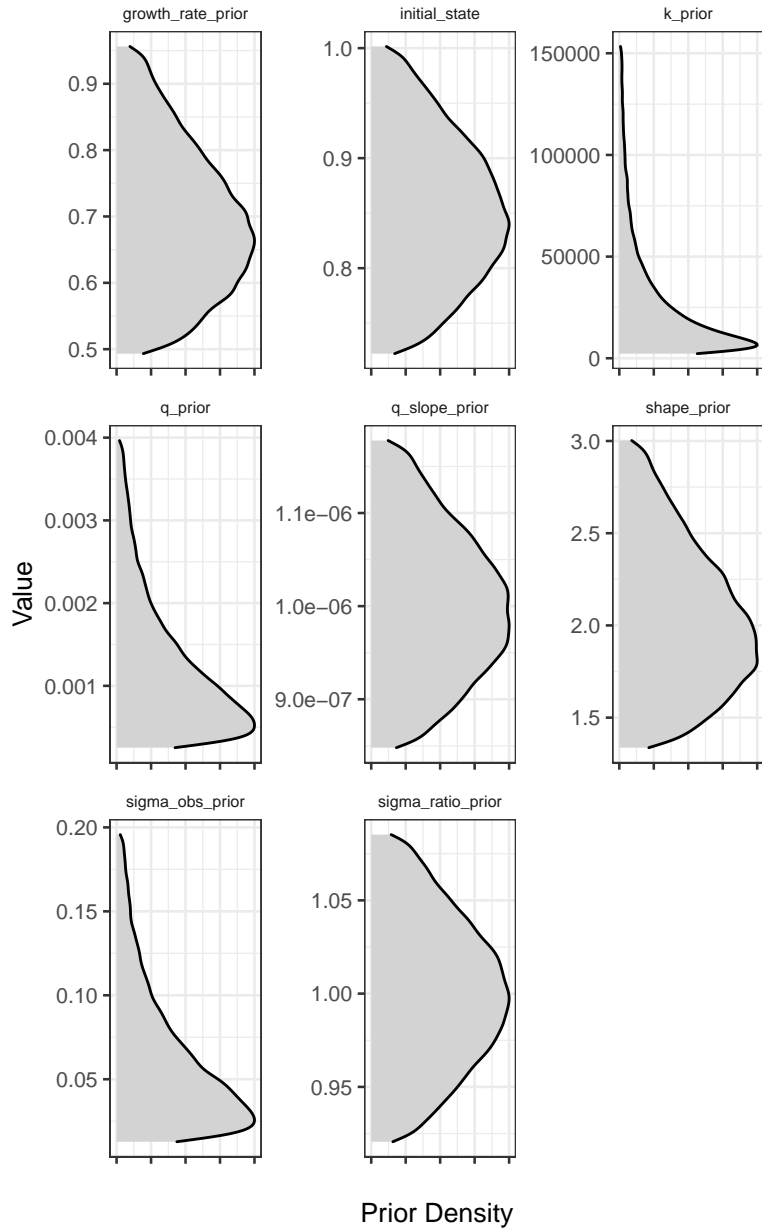 growth_rate_prior
initial_state
k_prior
0.9
0.8
0.7
0.6
0.5
1.0
0.9
0.8
150000
100000
50000
0
q_prior
q_slope_prior
shape_prior
0.004
0.003
0.002
0.001
1.1e−06
1.0e−06
9.0e−07
3.0
2.5
2.0
1.5
Value
sigma_obs_prior
sigma_ratio_prior
0.20
0.15
0.10
0.05
1.05
1.00
0.95
Prior Density